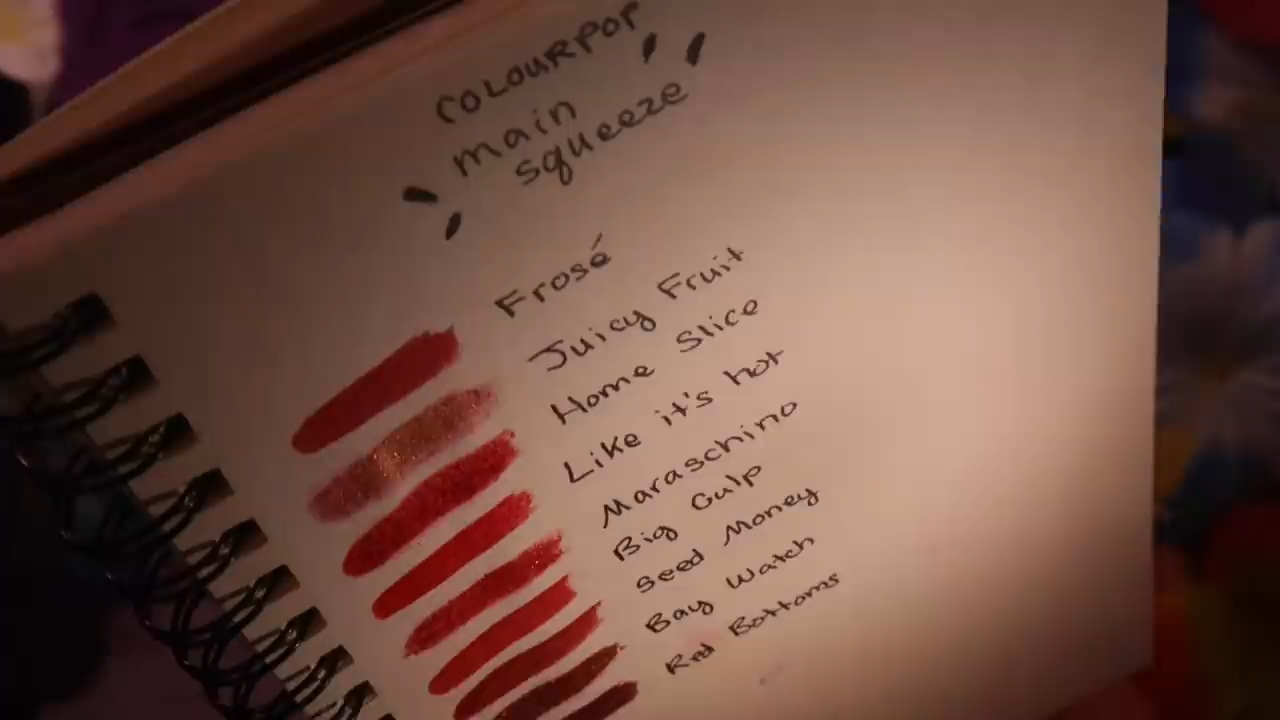 COLOURPOP
main
squeeze
Frosé
Juicy Fruit
Home Slice
Like it's hot
Maraschino
Big Gulp
Seed Money
Bay Watch
Red Bottoms